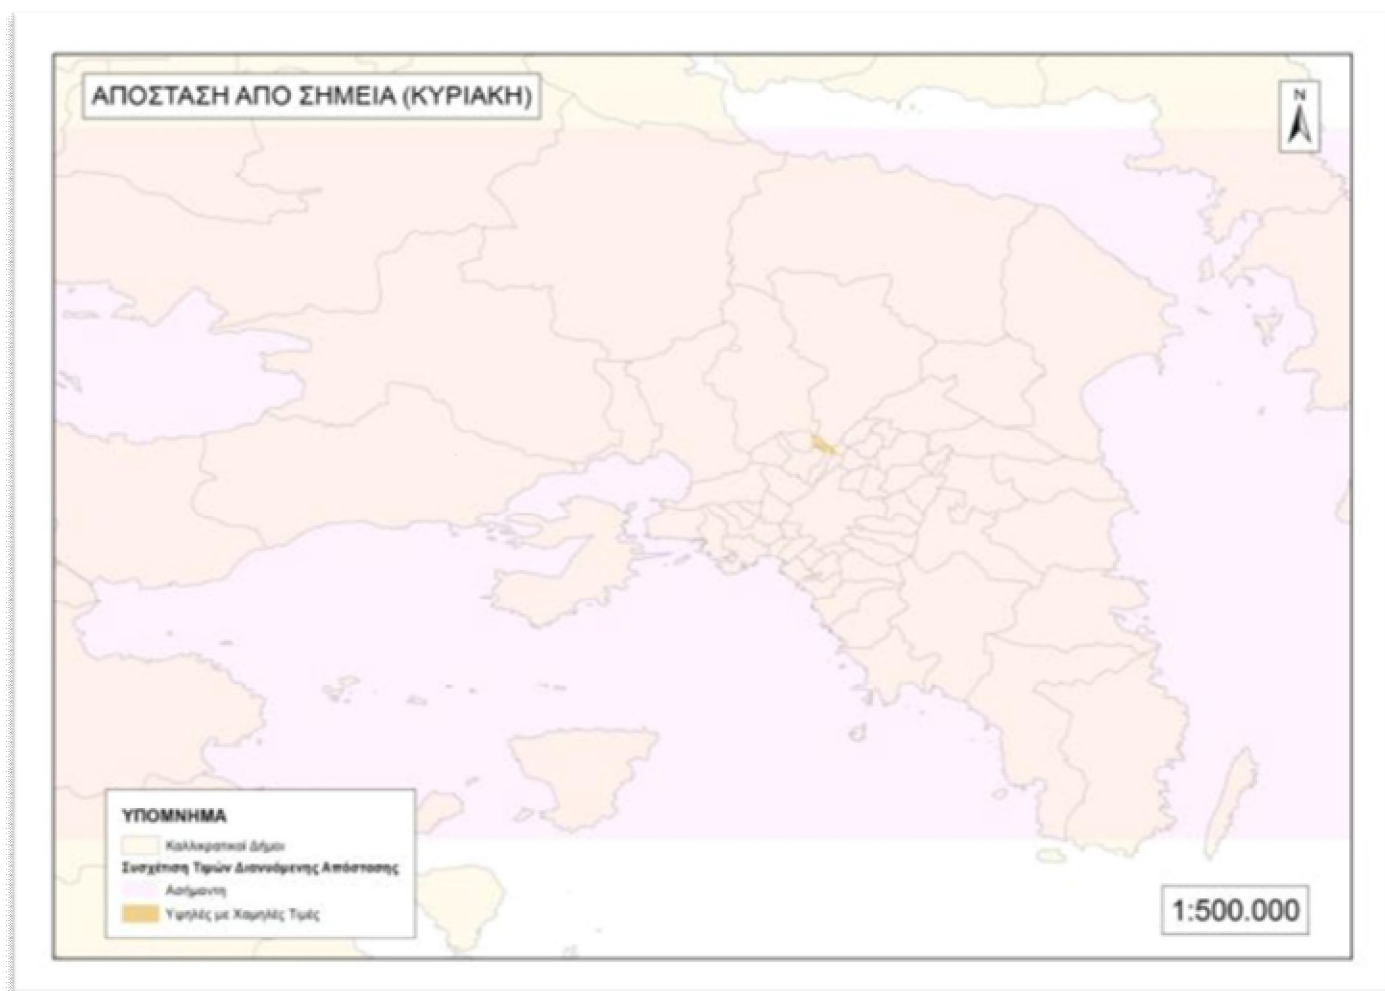 ΑΠΟΣΤΑΣΗ ΑΠΟ ΣΗΜΕΙΑ (ΚΥΡΙΑΚΗ)
N
ΥΠΟΜΝΗΜΑ
Καλλικρατικοί Δήμοι
Συσχέτιση Τιμών Διανυόμενης Απόστασης
Ασήμαντη
Υψηλές με Χαμηλές Τιμές
1:500.000